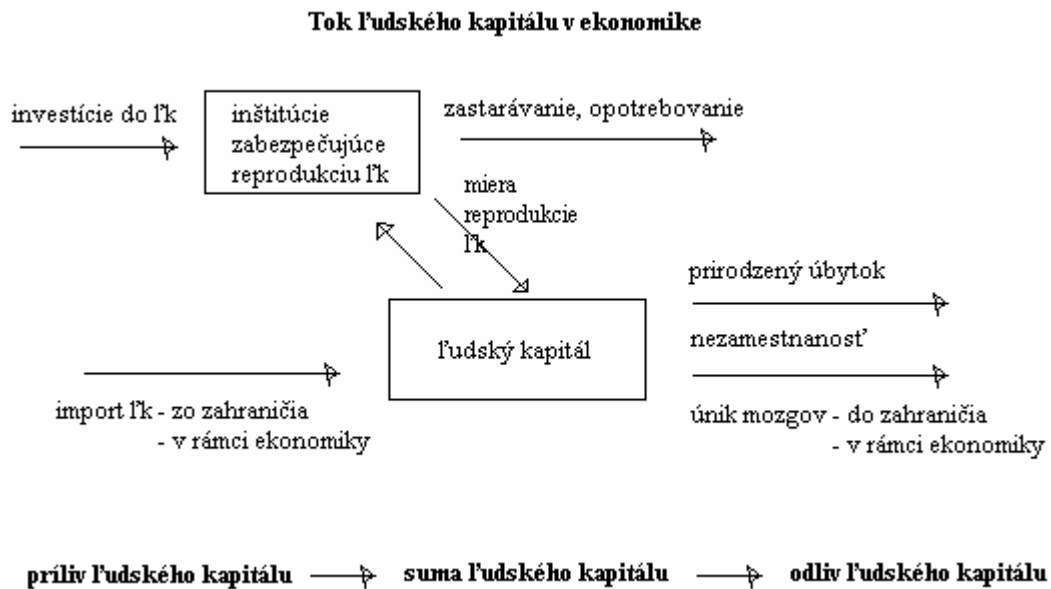 Tok ľudského kapitálu v ekonomike
investície do ľk
inštitúcie
zabezpečujúce
reprodukciu ľk
zastarávanie, opotrebovanie
miera
reprodukcie
ľk
prirodzený úbytok
ľudský kapitál
nezamestnanosť
import ľk - zo zahraničia
- v rámci ekonomiky
únik mozgov - do zahraničia
- v rámci ekonomiky
príliv ľudského kapitálu suma ľudského kapitálu odliv ľudského kapitálu